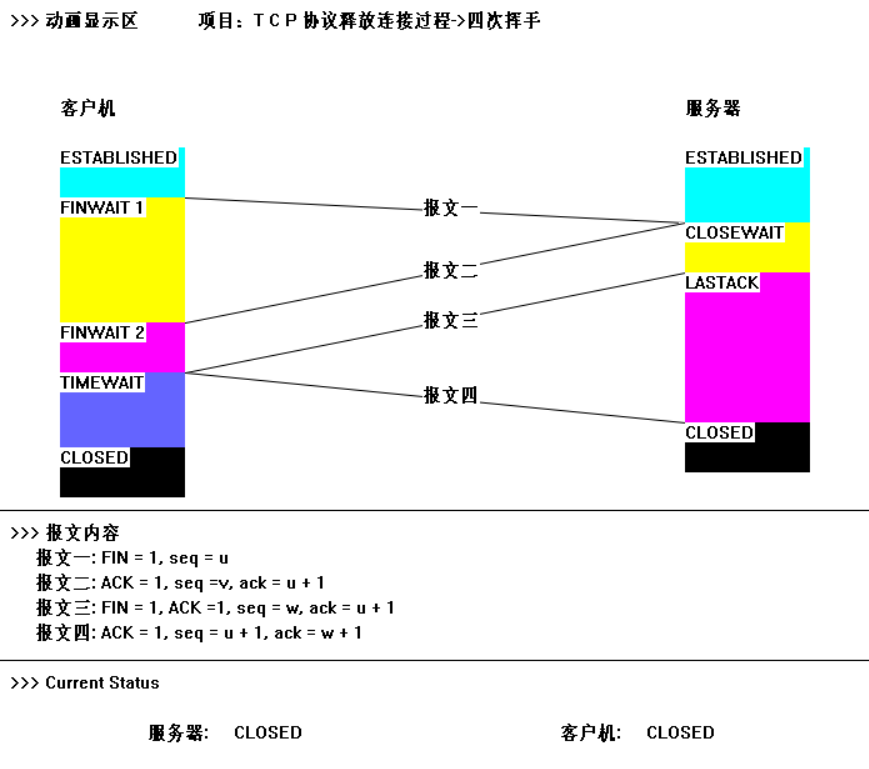 >>> 动画显示区 项目：T C P 协议释放连接过程->四次挥手
客户机 服务器
ESTABLISHED ESTABLISHED
FINWAIT 1 报文一
CLOSEWAIT
报文二
LASTACK
报文三
FINWAIT 2
TIMEWAIT
报文四
CLOSED
CLOSED
>>> 报文内容
报文一: FIN = 1, seq = u
报文二: ACK = 1, seq =v, ack = u + 1
报文三: FIN = 1, ACK =1, seq = w, ack = u + 1
报文四: ACK = 1, seq = u + 1, ack = w + 1
>>> Current Status
服务器: CLOSED 客户机: CLOSED